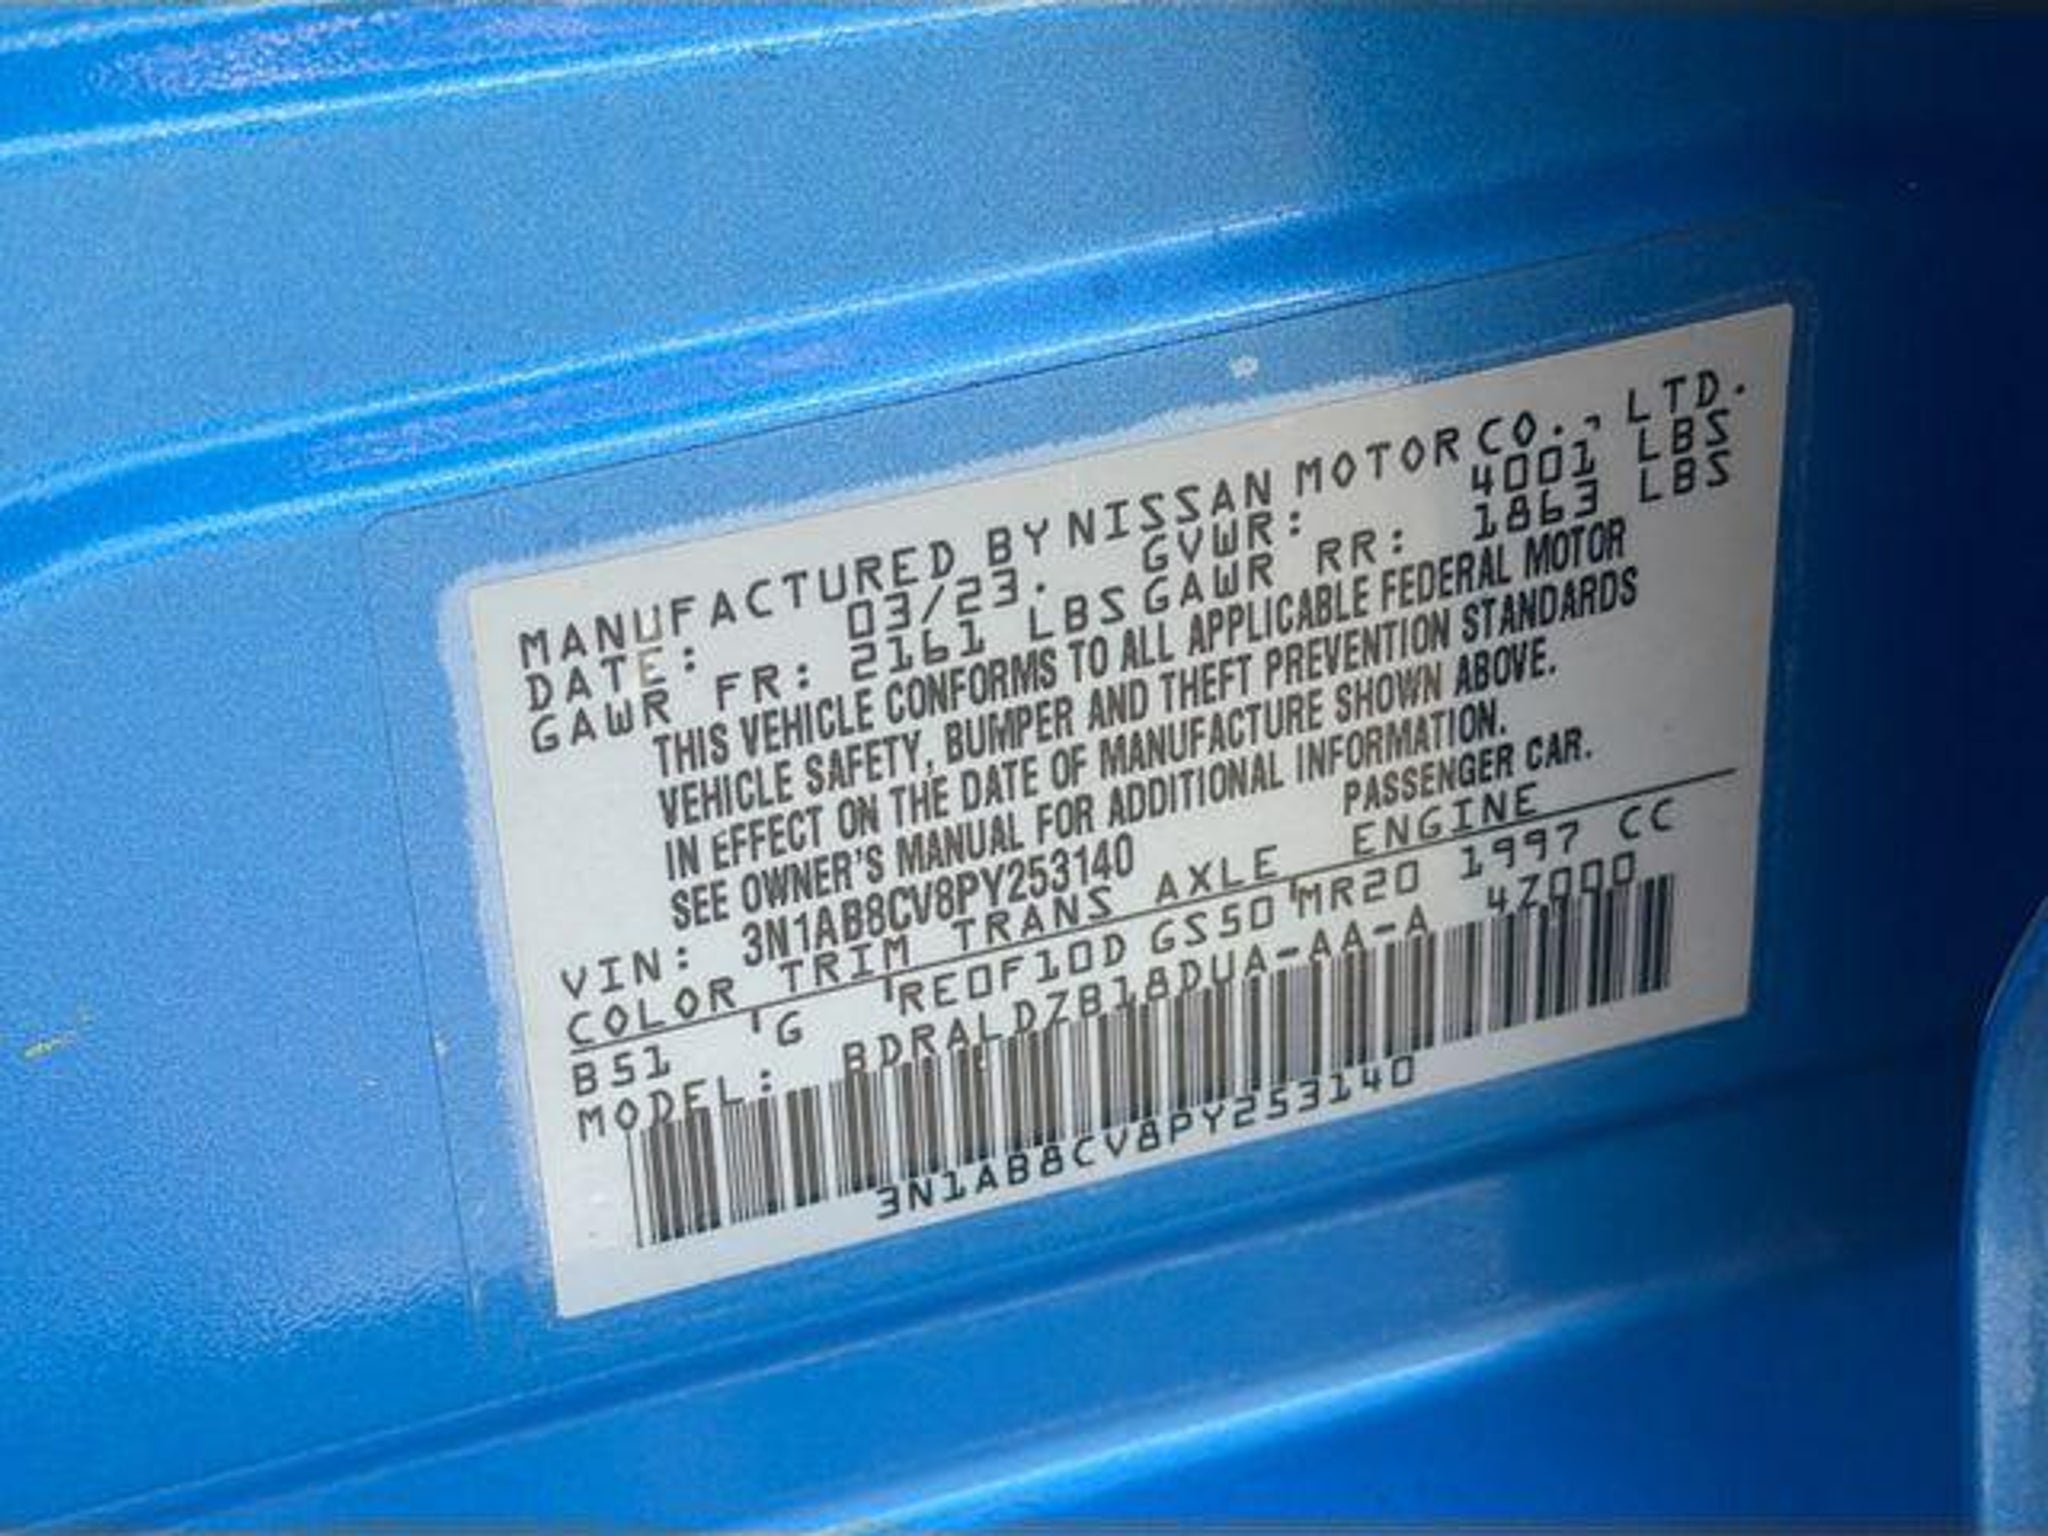 MANUFACTURED BY NISSAN MOTOR CO., LTD.
DATE: 03/23. GVWR: 4001 LBS
GAWR FR: 2161 LBS GAWR RR: 1863 LBS
THIS VEHICLE CONFORMS TO ALL APPLICABLE FEDERAL MOTOR
VEHICLE SAFETY, BUMPER AND THEFT PREVENTION STANDARDS
IN EFFECT ON THE DATE OF MANUFACTURE SHOWN ABOVE.
SEE OWNER'S MANUAL FOR ADDITIONAL INFORMATION.
VIN: 3N1AB8CV8PY253140 PASSENGER CAR.
COLOR TRIM TRANS AXLE ENGINE
B51 G RE0F10D GS50 MR20 1997 CC
MODEL: BDRALDZB18DUA-AA-A 4Z000
3N1AB8CV8PY253140